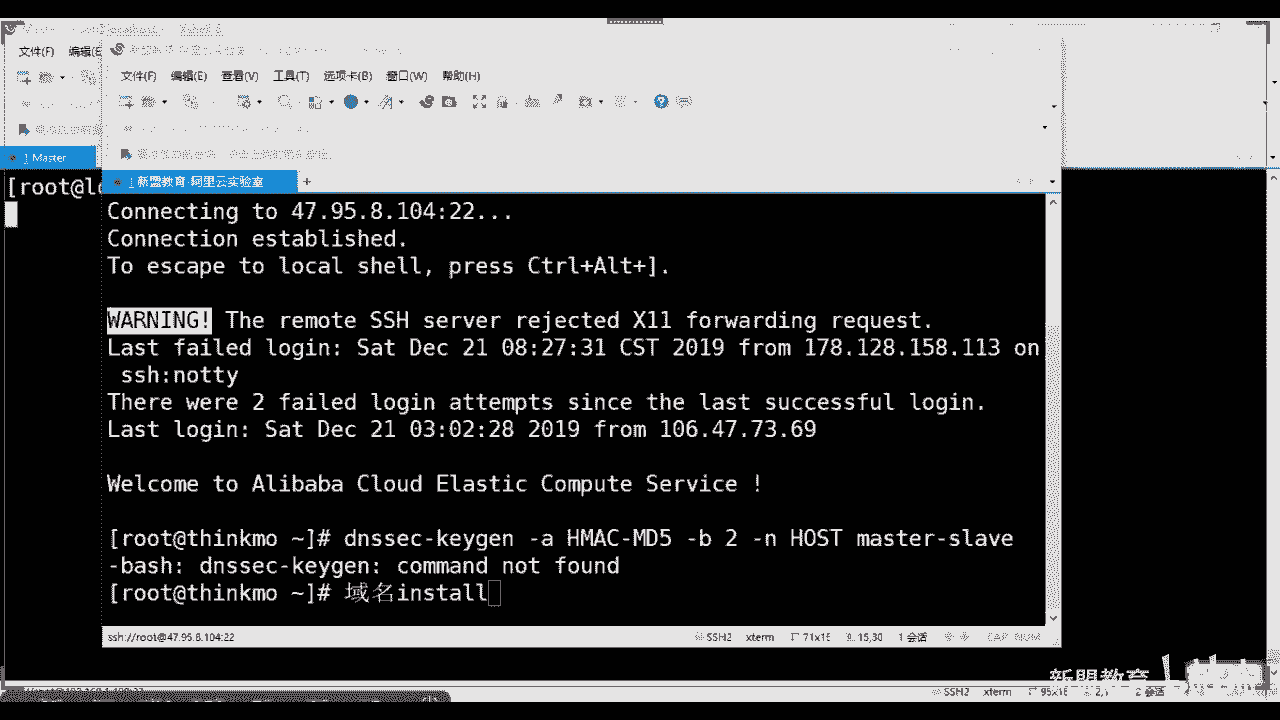 文件(F) 编辑(E
文件(F) 编辑(E) 查看(V) 工具(T) 选项卡(B) 窗口(W) 帮助(H)
1 Master
1 新盟教育-阿里云实验室
[root@l
Connecting to 47.95.8.104:22...
Connection established.
To escape to local shell, press Ctrl+Alt+].
WARNING! The remote SSH server rejected X11 forwarding request.
Last failed login: Sat Dec 21 08:27:31 CST 2019 from 178.128.158.113 on
ssh:notty
There were 2 failed login attempts since the last successful login.
Last login: Sat Dec 21 03:02:28 2019 from 106.47.73.69
Welcome to Alibaba Cloud Elastic Compute Service !
[root@thinkmo ~]# dnssec-keygen -a HMAC-MD5 -b 2 -n HOST master-slave
-bash: dnssec-keygen: command not found
[root@thinkmo ~]# 域名install
ssh://root@47.95.8.104:22 SSH2 xterm 71x15 15,30 1 会话 CAP NUM
新盟教育
SSH2 xterm 2 会话